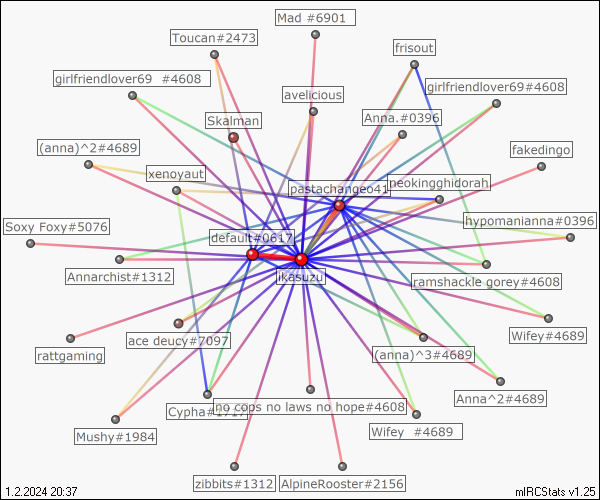 Mad #6901
Toucan#2473
frisout
girlfriendlover69  #4608
girlfriendlover69#4608
avelicious
Skalman
Anna.#0396
(anna)^2#4689
fakedingo
xenoyaut
pastachangeo41
neokingghidorah
Soxy Foxy#5076
hypomanianna#0396
default#0617
Annarchist#1312
ikasuzu
ramshackle gorey#4608
rattgaming
ace deucy#7097
(anna)^3#4689
Wifey#4689
Anna^2#4689
Cypha#1717
no cops no laws no hope#4608
Mushy#1984
Wifey  #4689
zibbits#1312
AlpineRooster#2156
1.2.2024 20:37
mIRCStats v1.25